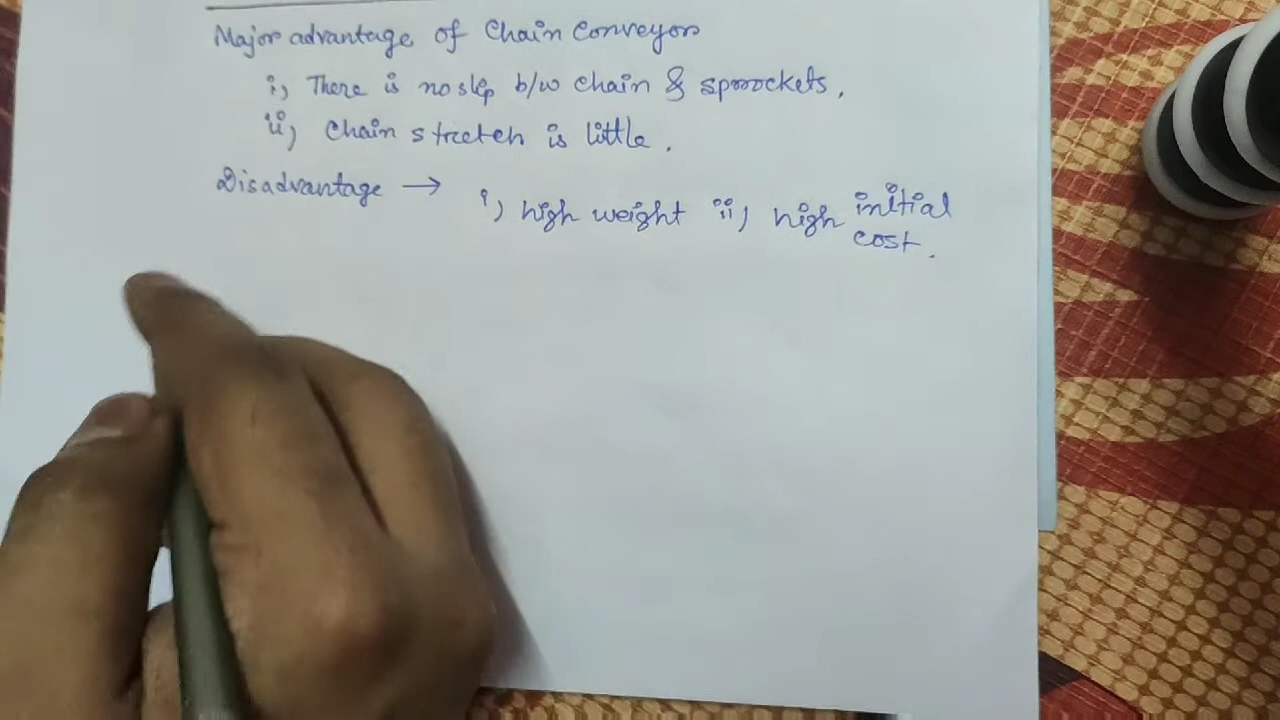 Major advantage of Chain Conveyor
i, There is no slip b/w chain & sprockets.
ii, Chain stretch is little.
Disadvantage → i, high weight ii, high initial
cost.